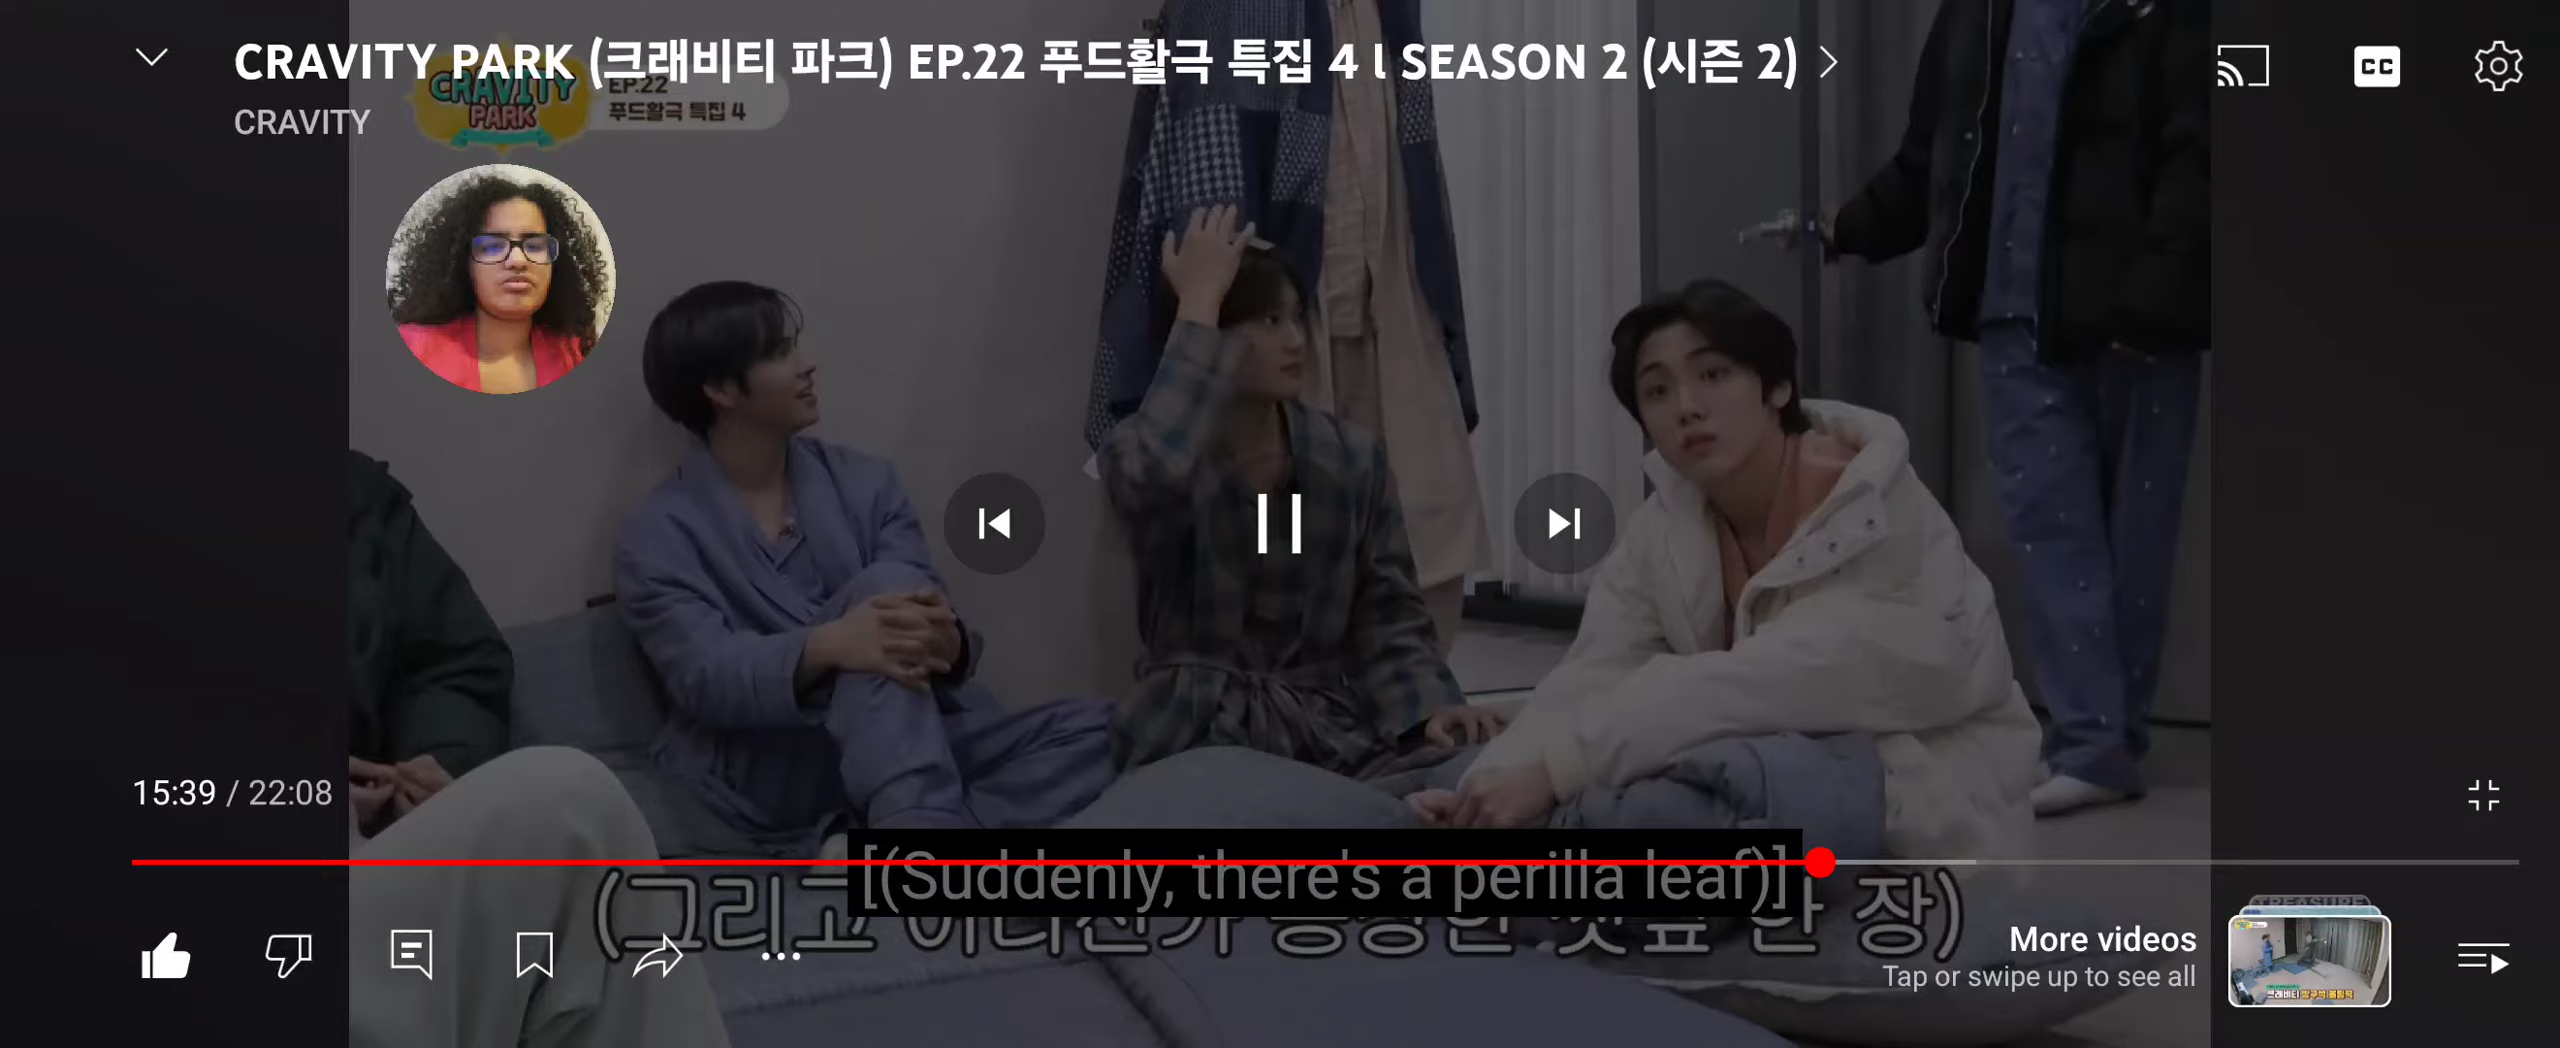 CRAVITY PARK (크래비티 파크) EP.22 푸드활극 특집 4 l SEASON 2 (시즌 2)
CRAVITY
CRAVITY
PARK
EP.22
푸드활극 특집 4
CC
15:39 / 22:08
[(Suddenly, there's a perilla leaf)]
(그리고 어디선가 등장한 깻잎 한 장)
More videos
Tap or swipe up to see all
TREASURE